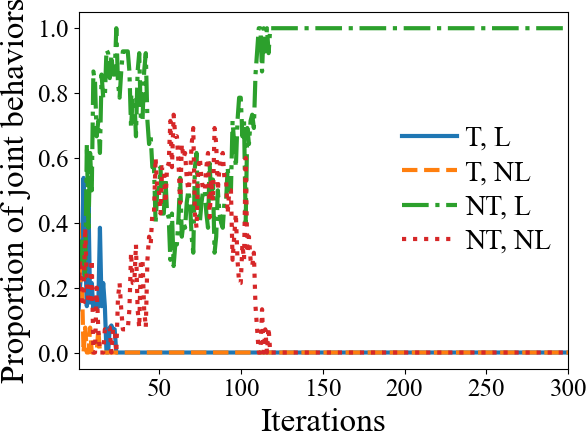 Proportion of joint behaviors
1.0
0.8
0.6
0.4
0.2
0.0
T, L
T, NL
NT, L
NT, NL
50 100 150 200 250 300
Iterations